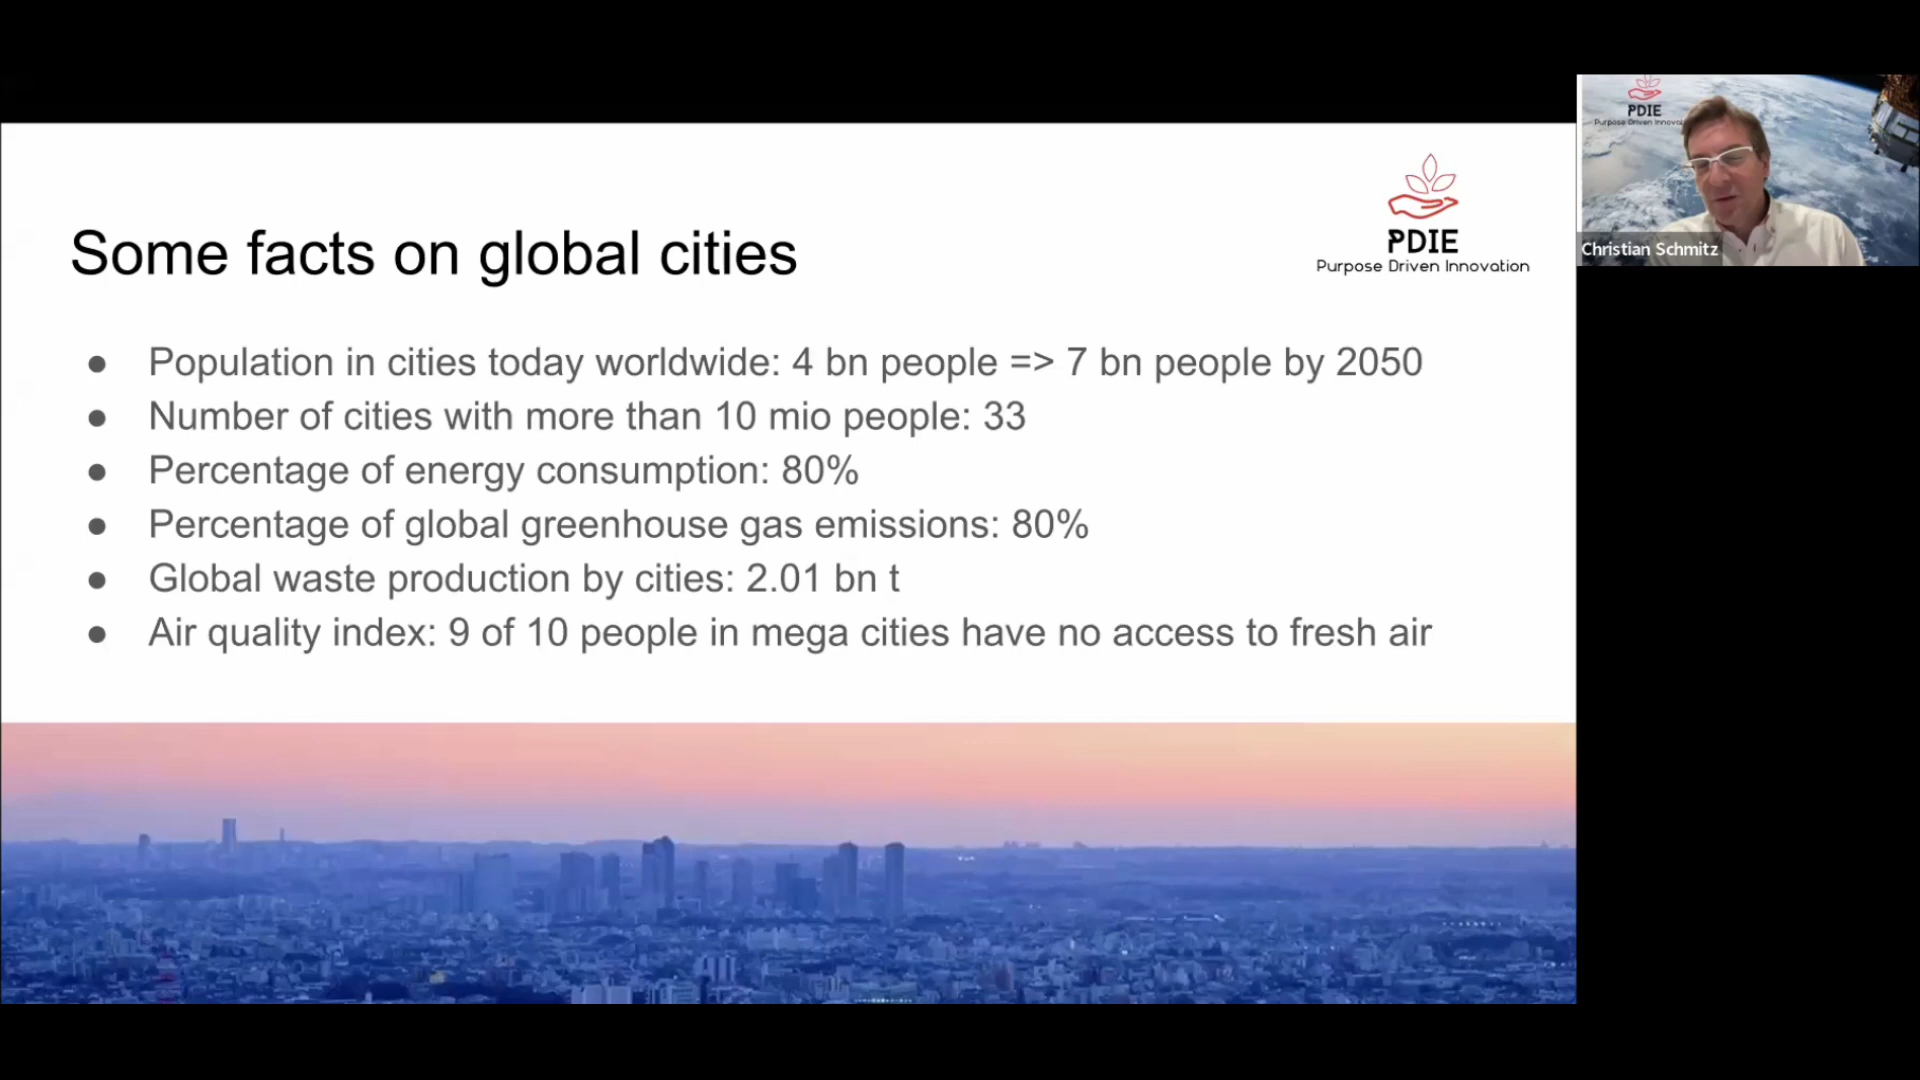 Some facts on global cities
PDIE
Purpose Driven Innovation
● Population in cities today worldwide: 4 bn people => 7 bn people by 2050
● Number of cities with more than 10 mio people: 33
● Percentage of energy consumption: 80%
● Percentage of global greenhouse gas emissions: 80%
● Global waste production by cities: 2.01 bn t
● Air quality index: 9 of 10 people in mega cities have no access to fresh air
PDIE
Purpose Driven Innova
Christian Schmitz